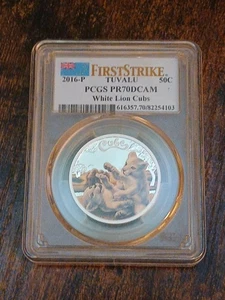 FIRSTSTRIKE
2016-P TUVALU 50C
PCGS PR70DCAM
White Lion Cubs
616357.70/82254103